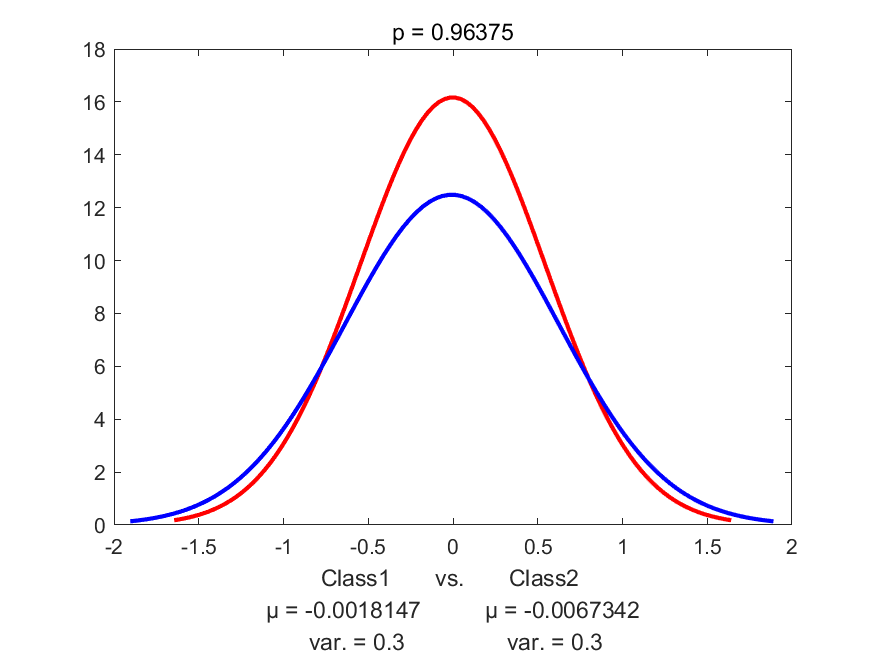 p = 0.96375
18
16
14
12
10
8
6
4
2
0
-2 -1.5 -1 -0.5 0 0.5 1 1.5 2
Class1 vs. Class2
μ = -0.0018147 μ = -0.0067342
var. = 0.3 var. = 0.3